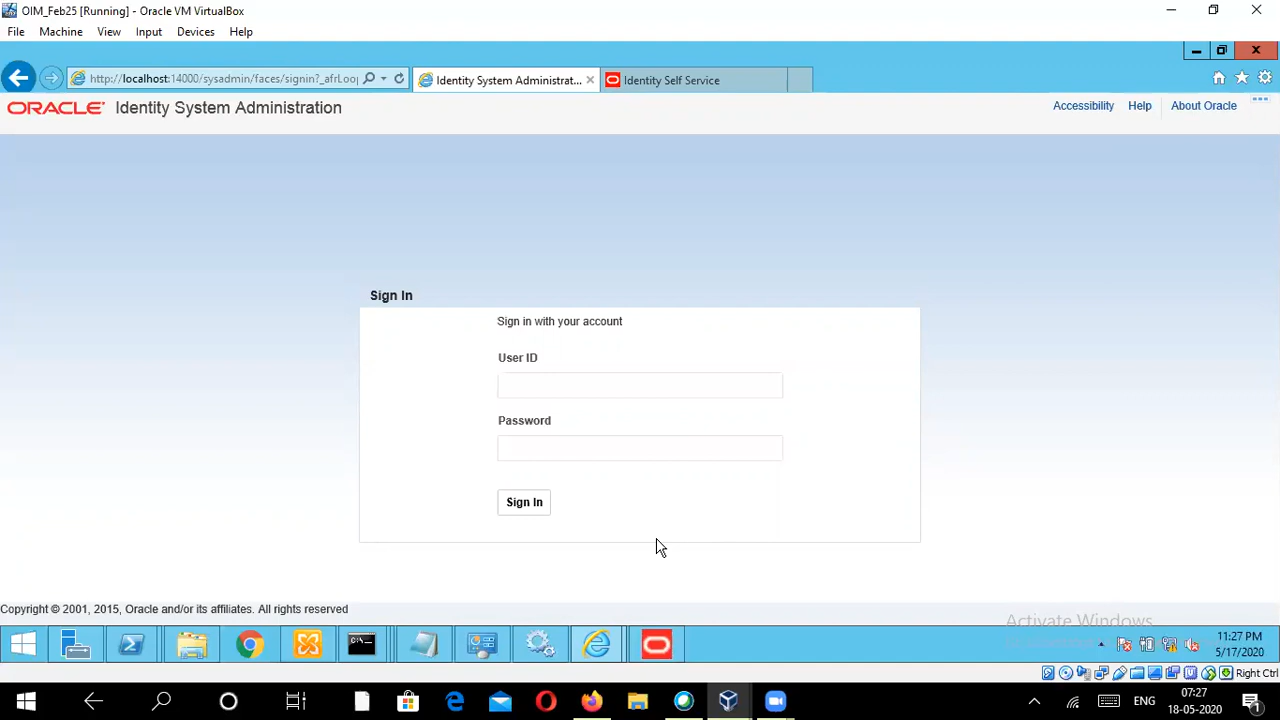 OIM_Feb25 [Running] - Oracle VM VirtualBox
File Machine View Input Devices Help
http://localhost:14000/sysadmin/faces/signin?_afrLoop
Identity System Administrat...
Identity Self Service
ORACLE Identity System Administration
Accessibility Help About Oracle
Sign In
Sign in with your account
User ID
Password
Sign In
Copyright © 2001, 2015, Oracle and/or its affiliates. All rights reserved
Activate Windows
11:27 PM
5/17/2020
Right Ctrl
ENG
07:27
18-05-2020
1